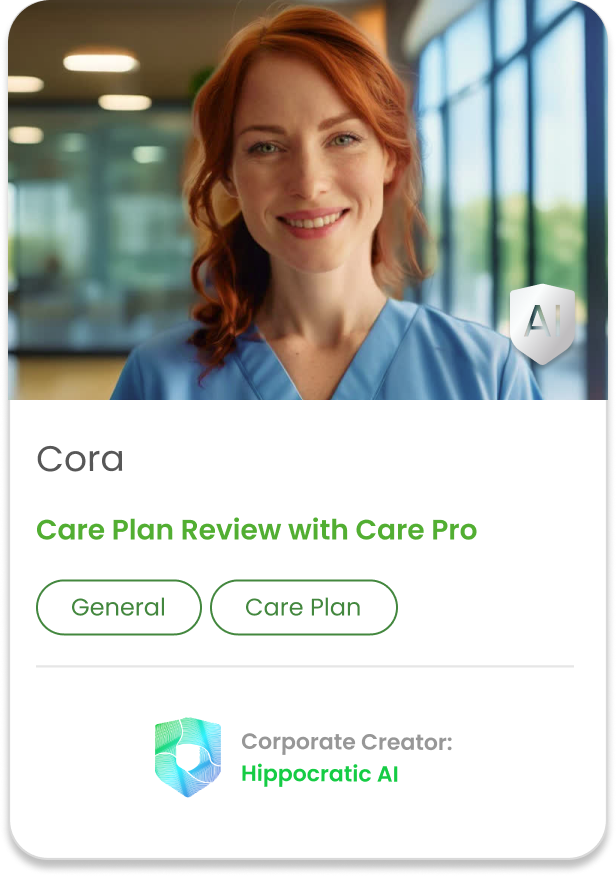 AI
Cora
Care Plan Review with Care Pro
General
Care Plan
Corporate Creator:
Hippocratic AI